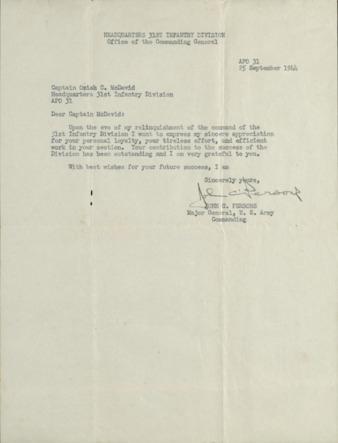 HEADQUARTERS 31ST INFANTRY DIVISION
Office of the Commanding General
APO 31
25 September 1944
Captain Oziah C. McDavid
Headquarters 31st Infantry Division
APO 31
Dear Captain McDavid:
Upon the eve of my relinquishment of the command of the
31st Infantry Division I want to express my sincere appreciation
for your personal loyalty, your tireless effort, and efficient
work in your section. Your contribution to the success of the
Division has been outstanding and I am very grateful to you.
With best wishes for your future success, I am
Sincerely yours,
John C. Persons
JOHN C. PERSONS
Major General, U. S. Army
Commanding